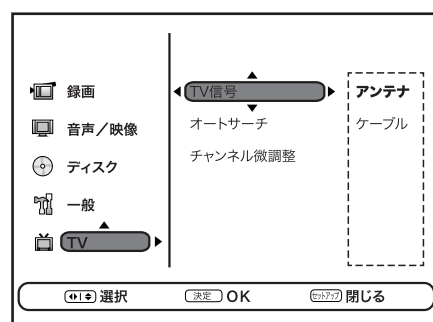 録画
音声／映像
ディスク
一般
TV
TV信号
オートサーチ
チャンネル微調整
アンテナ
ケーブル
選択 決定 OK セットアップ 閉じる